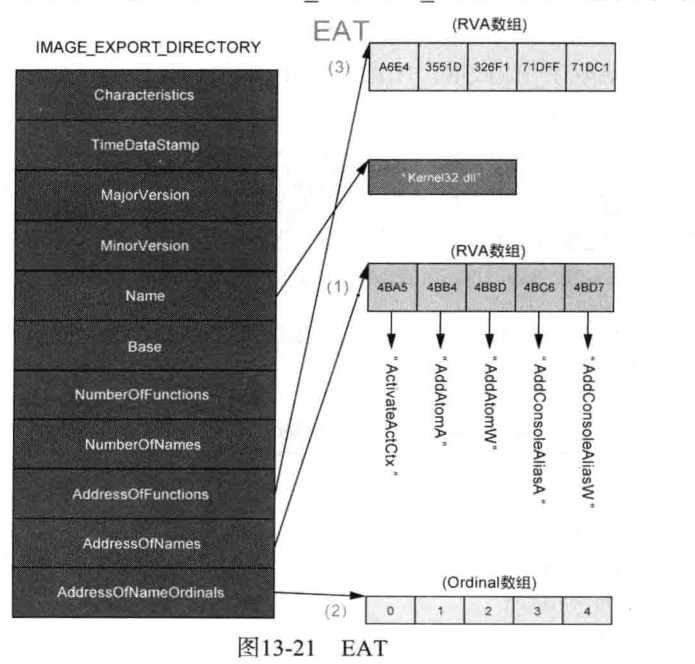 EAT
IMAGE_EXPORT_DIRECTORY
Characteristics
TimeDataStamp
MajorVersion
MinorVersion
Name
Base
NumberOfFunctions
NumberOfNames
AddressOfFunctions
AddressOfNames
AddressOfNameOrdinals
(RVA数组)
(3)
A6E4 3551D 326F1 71DFF 71DC1
"Kernel32.dll"
(RVA数组)
(1)
4BA5 4BB4 4BBD 4BC6 4BD7
"ActivateActCtx"
"AddAtomA"
"AddAtomW"
"AddConsoleAliasA"
"AddConsoleAliasW"
(Ordinal数组)
(2)
0 1 2 3 4
图13-21 EAT